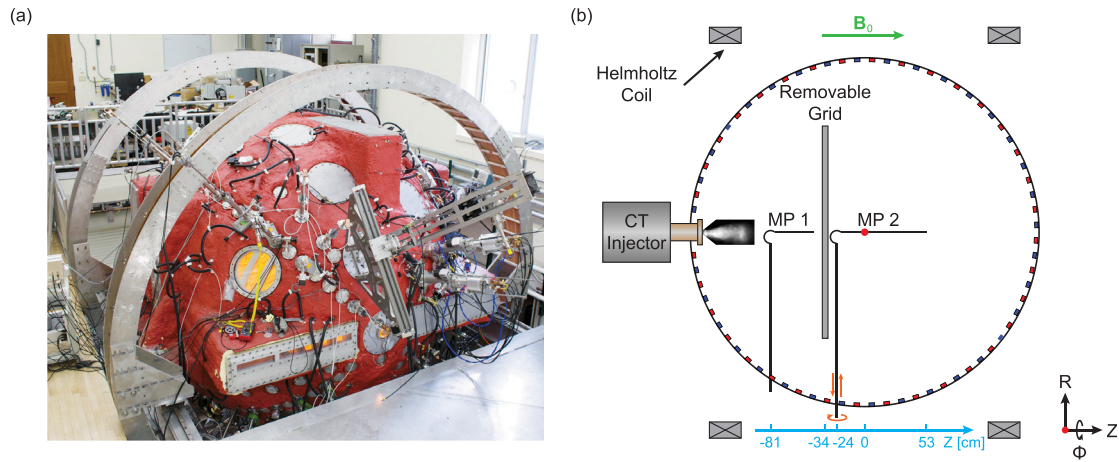 (a)
(b)
B₀
Helmholtz
Coil
Removable
Grid
CT
Injector
MP 1
MP 2
R
Z
Φ
-81
-34
-24
0
53
Z [cm]